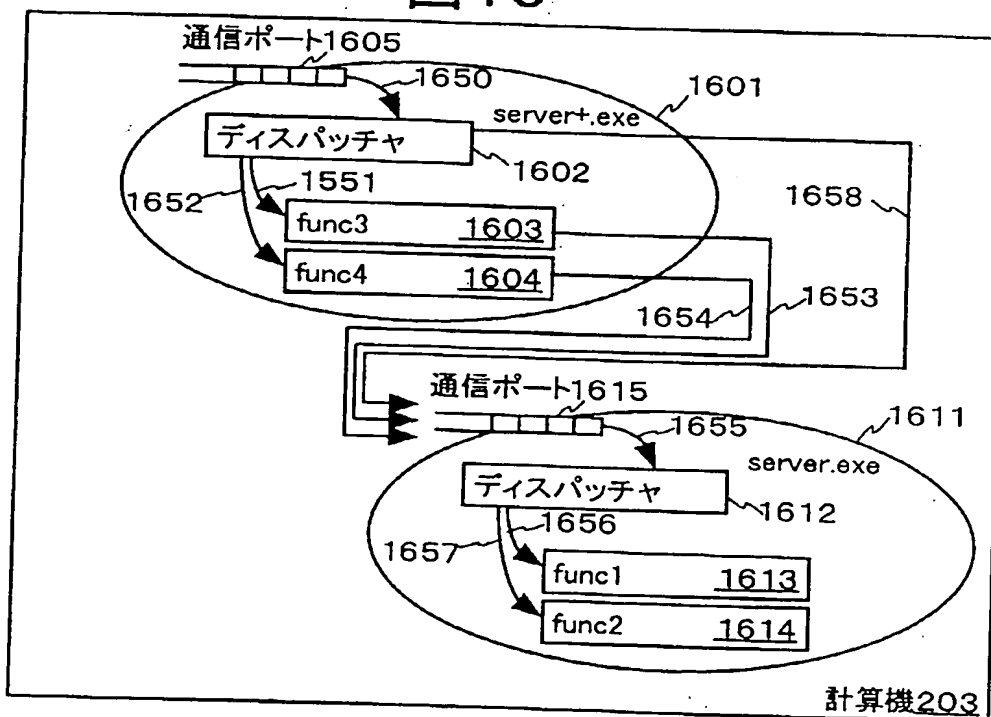 通信ポート1605
1650
1601
server+.exe
ディスパッチャ
1602
1652
1551
1658
func3 1603
func4 1604
1653
1654
通信ポート1615
1655
1611
server.exe
ディスパッチャ
1612
1656
1657
func1 1613
func2 1614
計算機203